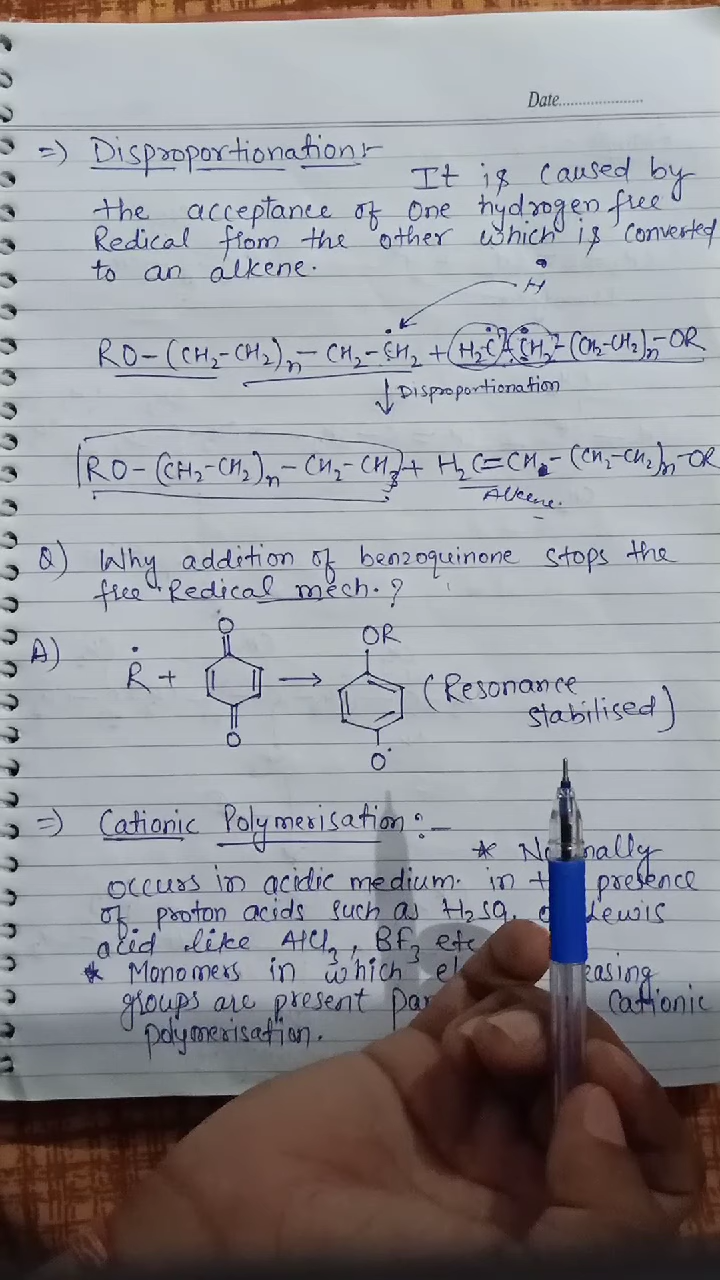 Date......................
=) Disproportionation:-
It is caused by
the acceptance of one hydrogen free
Redical from the other which is converted
to an alkene.
H
RO-(CH2-CH2)n-CH2-CH2 + H2C CH2-(CH2-CH2)n-OR
↓ Disproportionation
RO-(CH2-CH2)n-CH2-CH3 + H2C=CH-(CH2-CH2)n-OR
Alkene.
Q) Why addition of benzoquinone stops the
free Redical mech.?
A) Ṙ + O O → OR O· (Resonance
stabilised)
=) Cationic Polymerisation:-
* Normally
occurs in acidic medium. in presence
of proton acids such as H2SO Lewis
acid like AlCl3, BF3 etc
* Monomers in which
groups are present cationic
polymerisation.